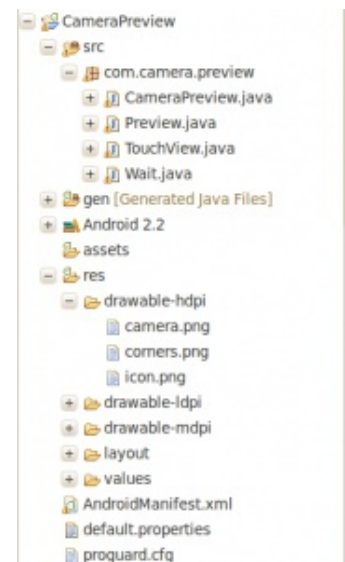 CameraPreview
src
com.camera.preview
CameraPreview.java
Preview.java
TouchView.java
Wait.java
gen [Generated Java Files]
Android 2.2
assets
res
drawable-hdpi
camera.png
corners.png
icon.png
drawable-ldpi
drawable-mdpi
layout
values
AndroidManifest.xml
default.properties
proguard.cfg